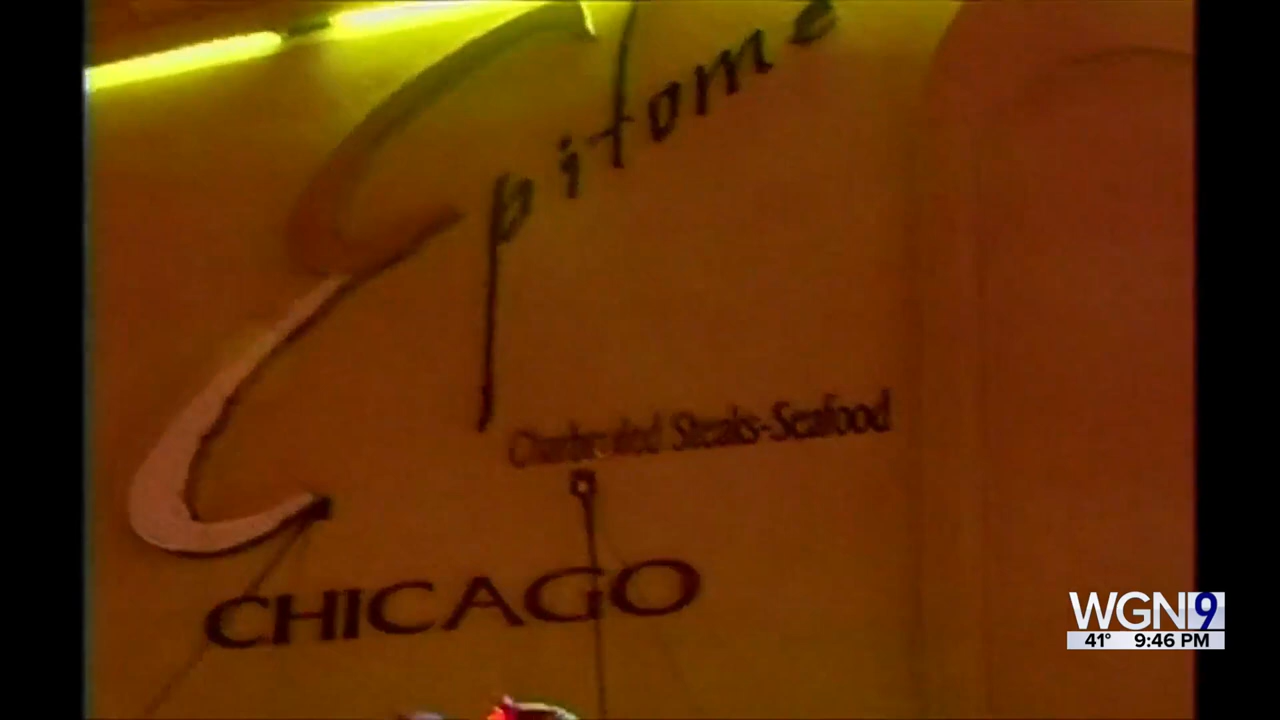 Epitome
Charbroiled Steaks-Seafood
CHICAGO
WGN9
41° 9:46 PM